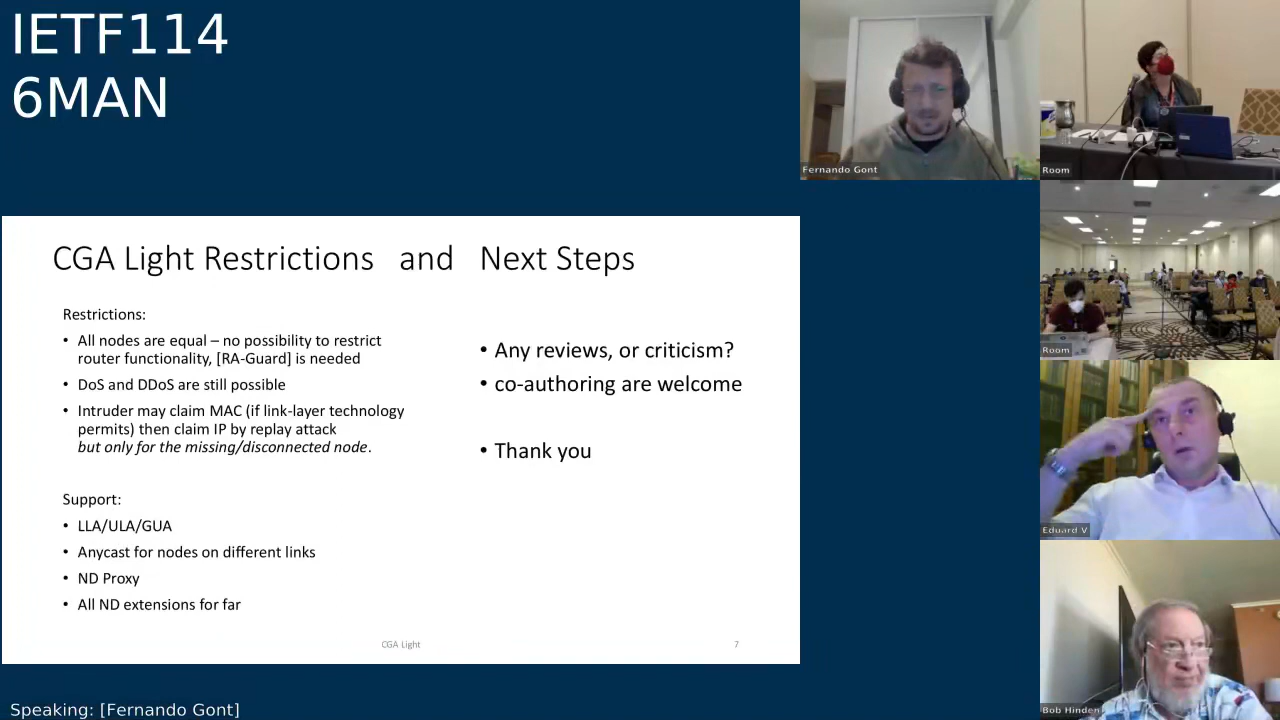 IETF114
6MAN
Fernando Gont
Room
CGA Light Restrictions and Next Steps
Restrictions:
• All nodes are equal – no possibility to restrict
router functionality, [RA-Guard] is needed
• DoS and DDoS are still possible
• Intruder may claim MAC (if link-layer technology
permits) then claim IP by replay attack
but only for the missing/disconnected node.
Support:
• LLA/ULA/GUA
• Anycast for nodes on different links
• ND Proxy
• All ND extensions for far
• Any reviews, or criticism?
• co-authoring are welcome
• Thank you
CGA Light
7
Room
Eduard V
Bob Hinden
Speaking: [Fernando Gont]